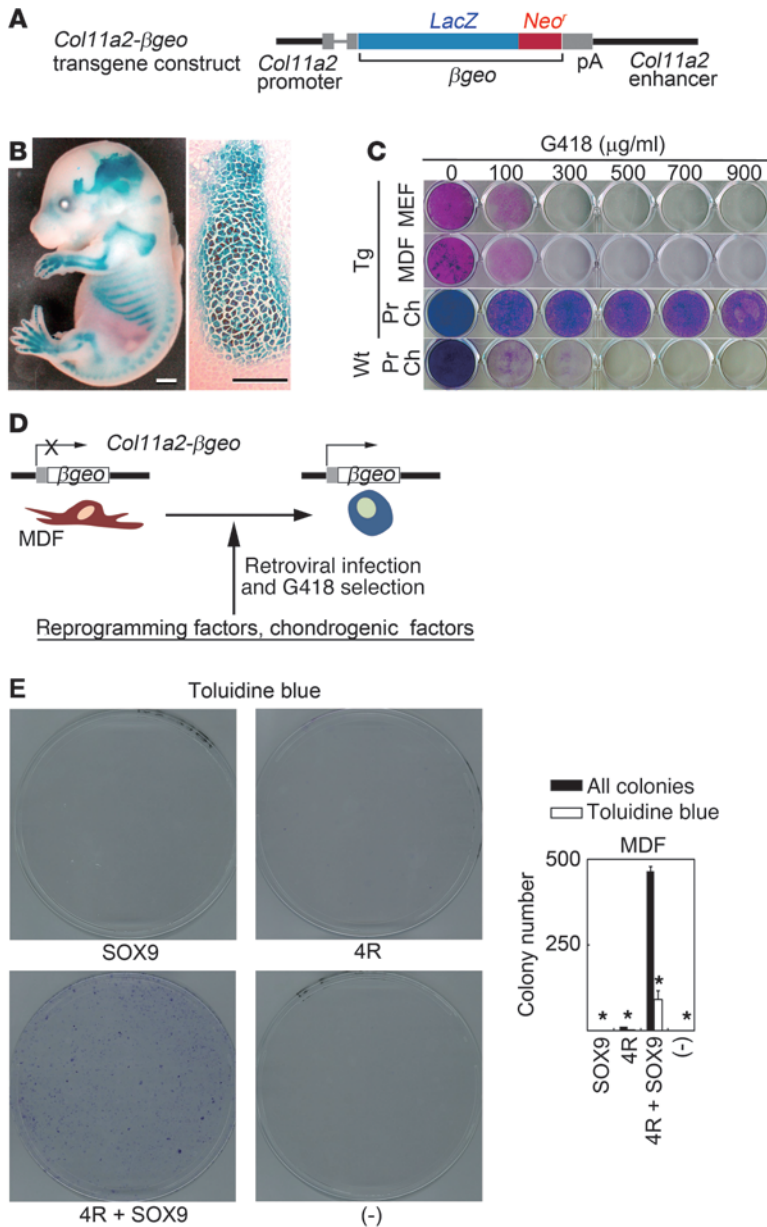 A
Col11a2-βgeo
transgene construct
LacZ
Neoʳ
Col11a2
promoter
βgeo
pA
Col11a2
enhancer
B
C
G418 (µg/ml)
0 100 300 500 700 900
Tg
MEF
MDF
Pr Ch
Wt
Pr Ch
D
X
Col11a2-βgeo
βgeo
βgeo
MDF
Retroviral infection
and G418 selection
Reprogramming factors, chondrogenic factors
E
Toluidine blue
SOX9
4R
4R + SOX9
(-)
All colonies
Toluidine blue
MDF
Colony number
500
250
* * * *
SOX9
4R
4R + SOX9
(-)